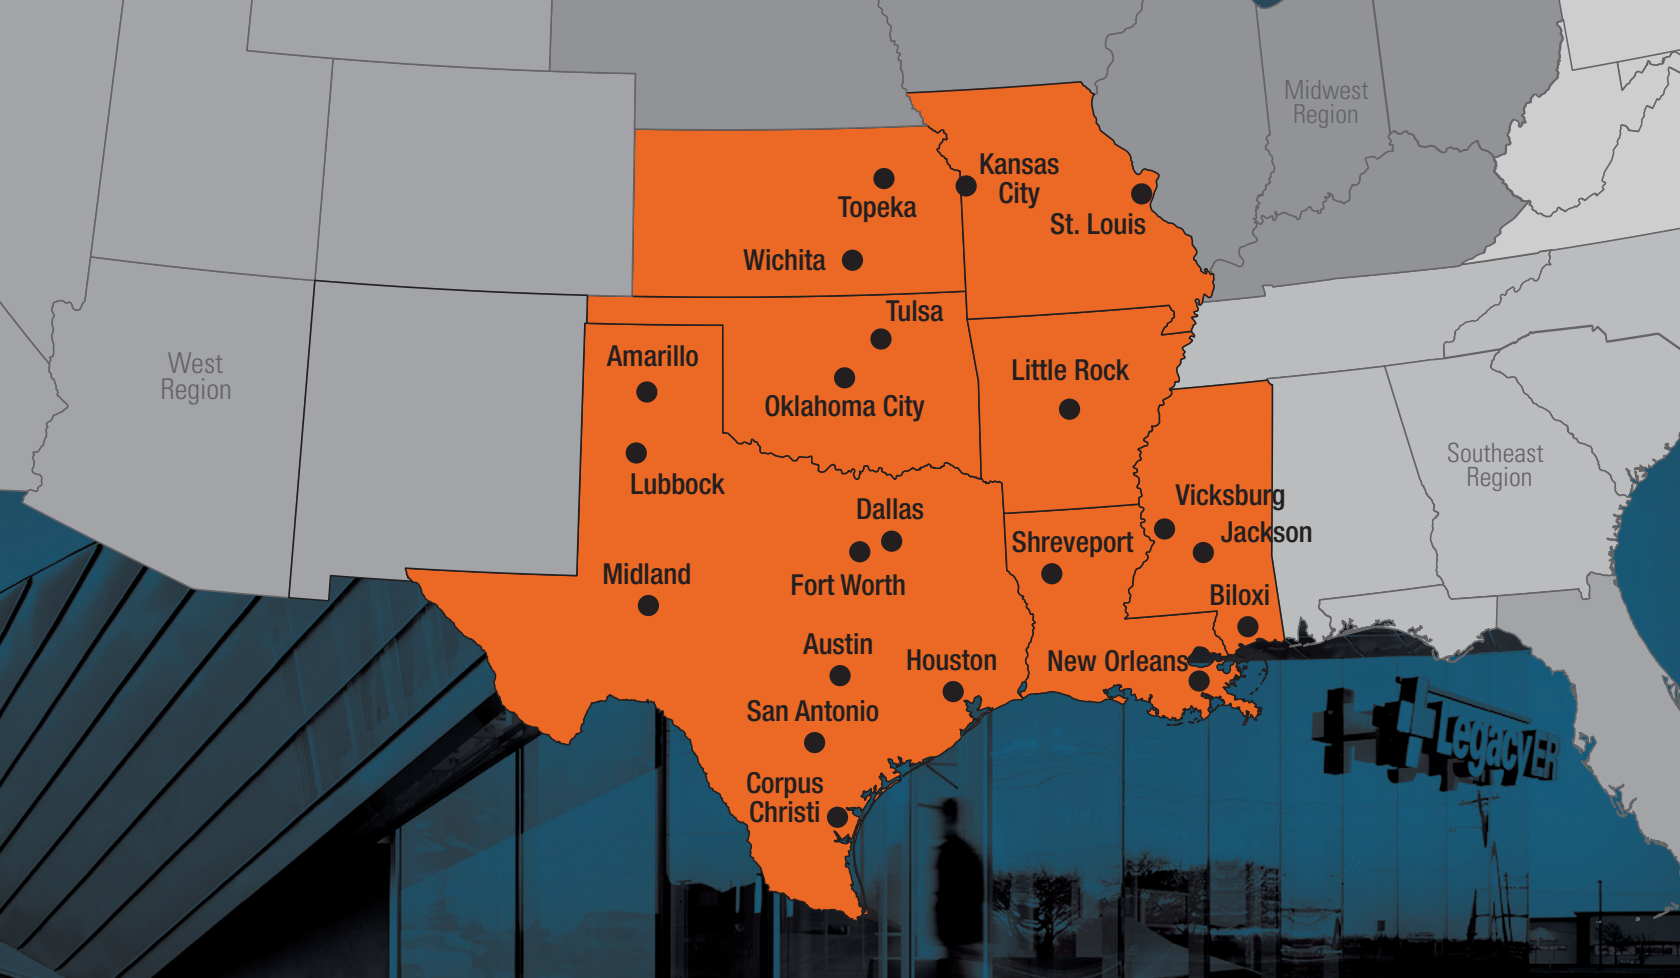 Midwest
Region
Kansas
City
Topeka
St. Louis
Wichita
Tulsa
Amarillo
West
Region
Little Rock
Oklahoma City
Lubbock
Southeast
Region
Vicksburg
Dallas
Jackson
Shreveport
Midland
Fort Worth
Biloxi
Austin
Houston
New Orleans
San Antonio
LegacyER
Corpus
Christi